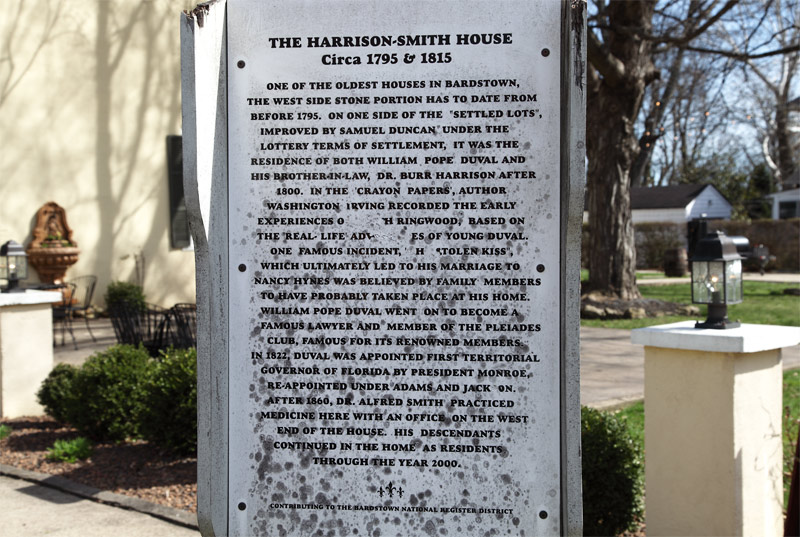 THE HARRISON-SMITH HOUSE
Circa 1795 & 1815
ONE OF THE OLDEST HOUSES IN BARDSTOWN,
THE WEST SIDE STONE PORTION HAS TO DATE FROM
BEFORE 1795. ON ONE SIDE OF THE "SETTLED LOTS",
IMPROVED BY SAMUEL DUNCAN UNDER THE
LOTTERY TERMS OF SETTLEMENT, IT WAS THE
RESIDENCE OF BOTH WILLIAM POPE DUVAL AND
HIS BROTHER-IN-LAW, DR. BURR HARRISON AFTER
1800. IN THE 'CRAYON PAPERS', AUTHOR
WASHINGTON IRVING RECORDED THE EARLY
EXPERIENCES O H RINGWOOD, BASED ON
THE REAL- LIFE ADV ES OF YOUNG DUVAL.
ONE FAMOUS INCIDENT, H TOLEN KISS",
WHICH ULTIMATELY LED TO HIS MARRIAGE TO
NANCY HYNES WAS BELIEVED BY FAMILY MEMBERS
TO HAVE PROBABLY TAKEN PLACE AT HIS HOME.
WILLIAM POPE DUVAL WENT ON TO BECOME A
FAMOUS LAWYER AND MEMBER OF THE PLEIADES
CLUB, FAMOUS FOR ITS RENOWNED MEMBERS.
IN 1822, DUVAL WAS APPOINTED FIRST TERRITORIAL
GOVERNOR OF FLORIDA BY PRESIDENT MONROE,
RE-APPOINTED UNDER ADAMS AND JACK ON.
AFTER 1860, DR. ALFRED SMITH PRACTICED
MEDICINE HERE WITH AN OFFICE ON THE WEST
END OF THE HOUSE. HIS DESCENDANTS
CONTINUED IN THE HOME AS RESIDENTS
THROUGH THE YEAR 2000.
CONTRIBUTING TO THE BARDSTOWN NATIONAL REGISTER DISTRICT